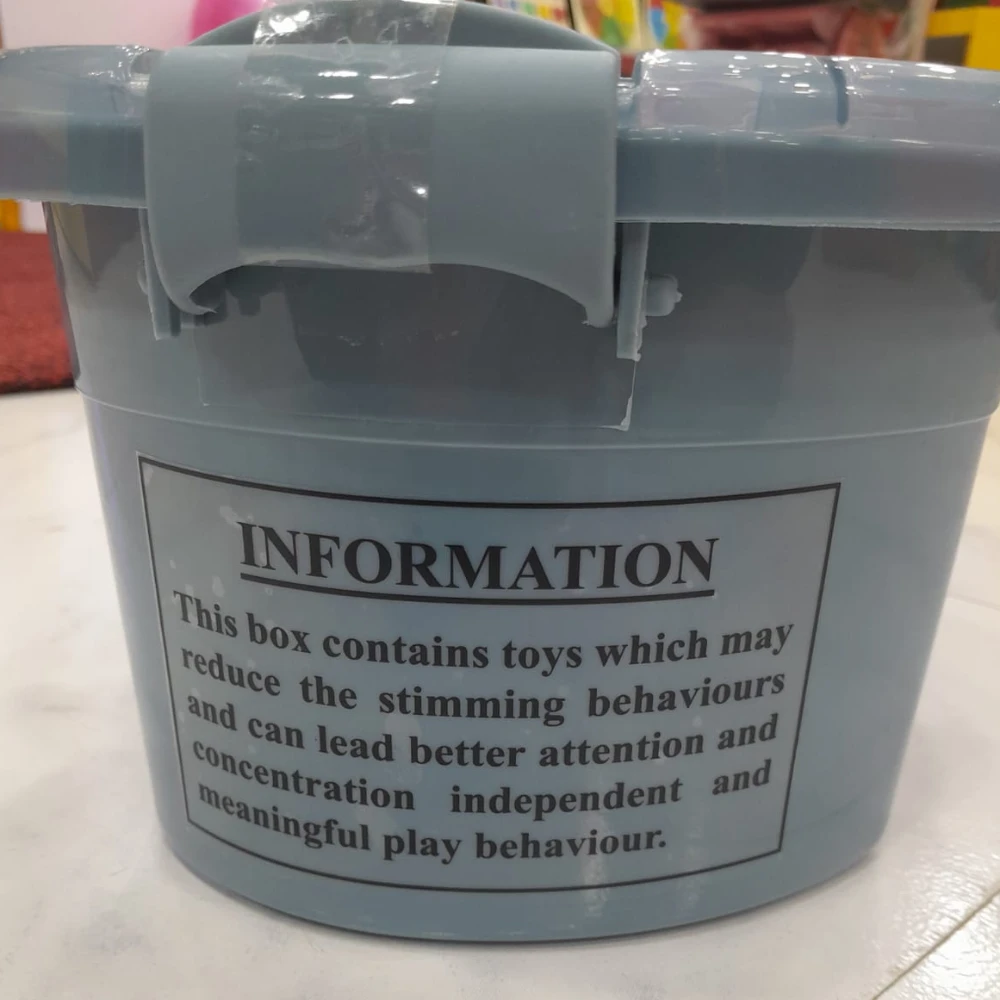 INFORMATION
This box contains toys which may
reduce the stimming behaviours
and can lead better attention and
concentration independent and
meaningful play behaviour.